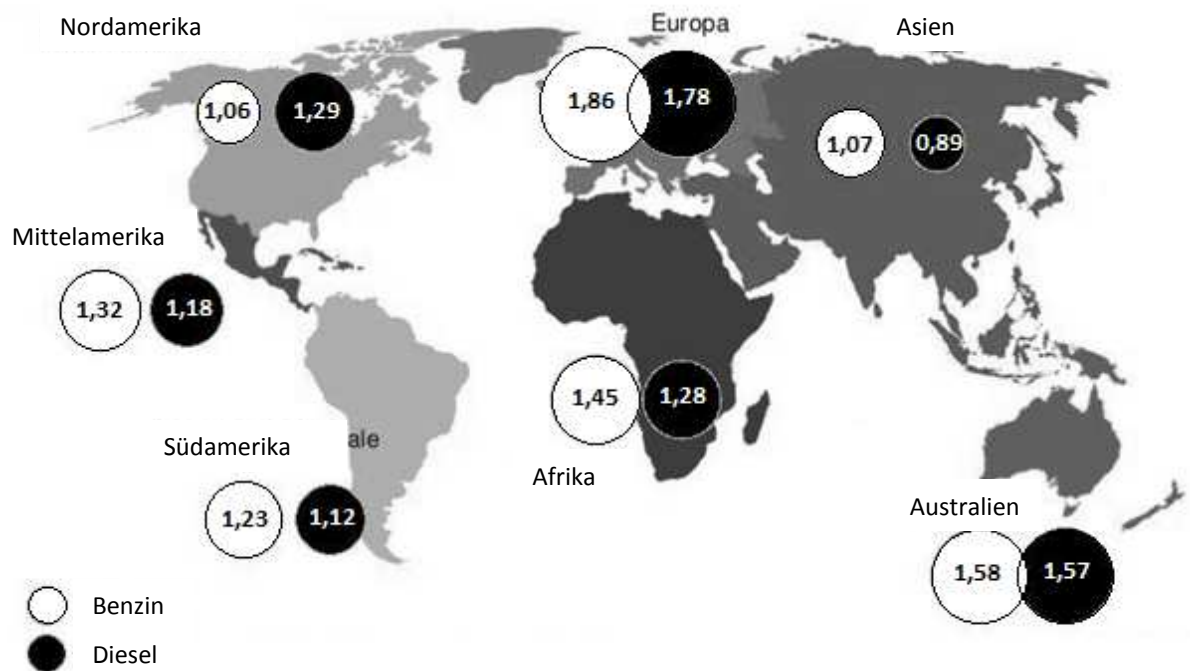 Nordamerika
Europa
Asien
1,06
1,29
1,86
1,78
1,07
0,89
Mittelamerika
1,32
1,18
1,45
1,28
Südamerika
ale
Afrika
1,23
1,12
Australien
1,58
1,57
Benzin
Diesel